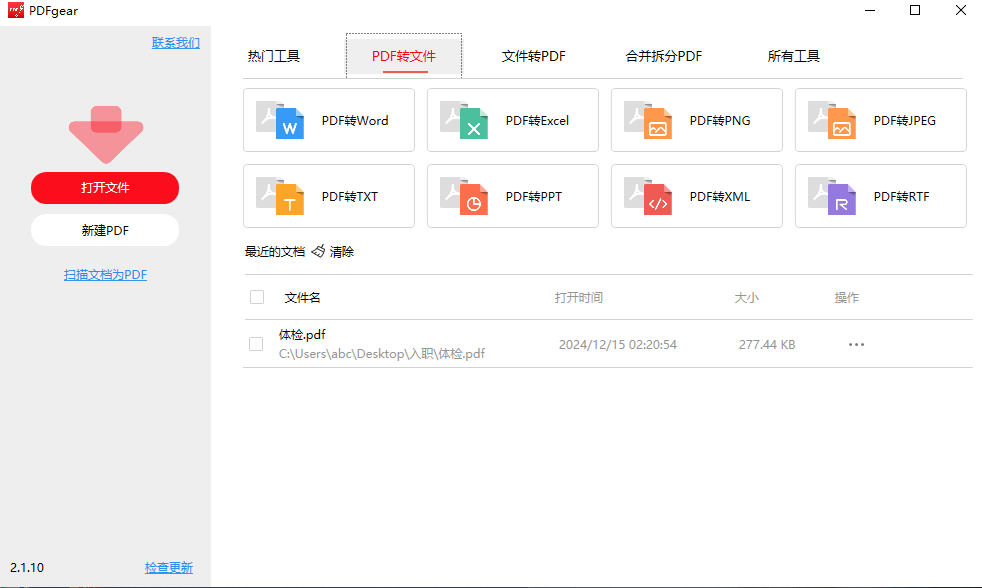 PDFgear
联系我们
打开文件
新建PDF
扫描文档为PDF
2.1.10
检查更新
热门工具 PDF转文件 文件转PDF 合并拆分PDF 所有工具
PDF转Word PDF转Excel PDF转PNG PDF转JPEG
PDF转TXT PDF转PPT PDF转XML PDF转RTF
最近的文档 清除
文件名 打开时间 大小 操作
体检.pdf
C:\Users\abc\Desktop\入职\体检.pdf 2024/12/15 02:20:54 277.44 KB